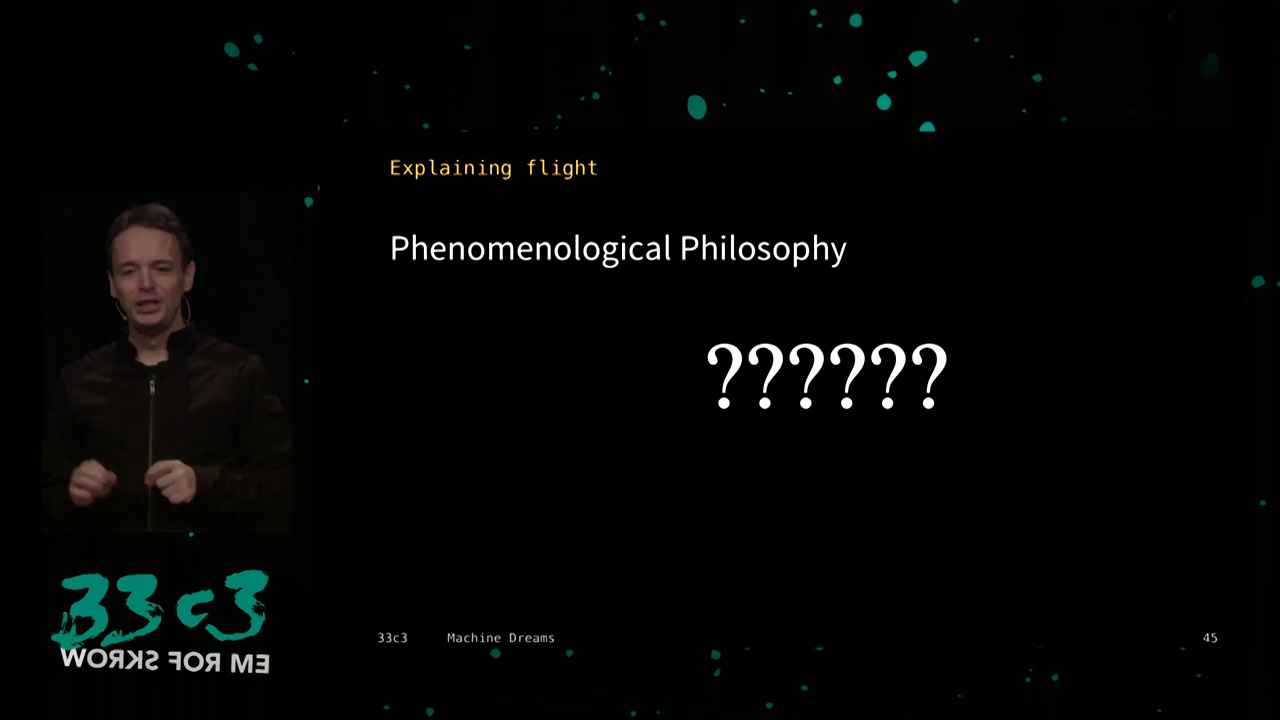 Explaining flight
Phenomenological Philosophy
??????
33c3 Machine Dreams 45
33c3
WORKS FOR ME